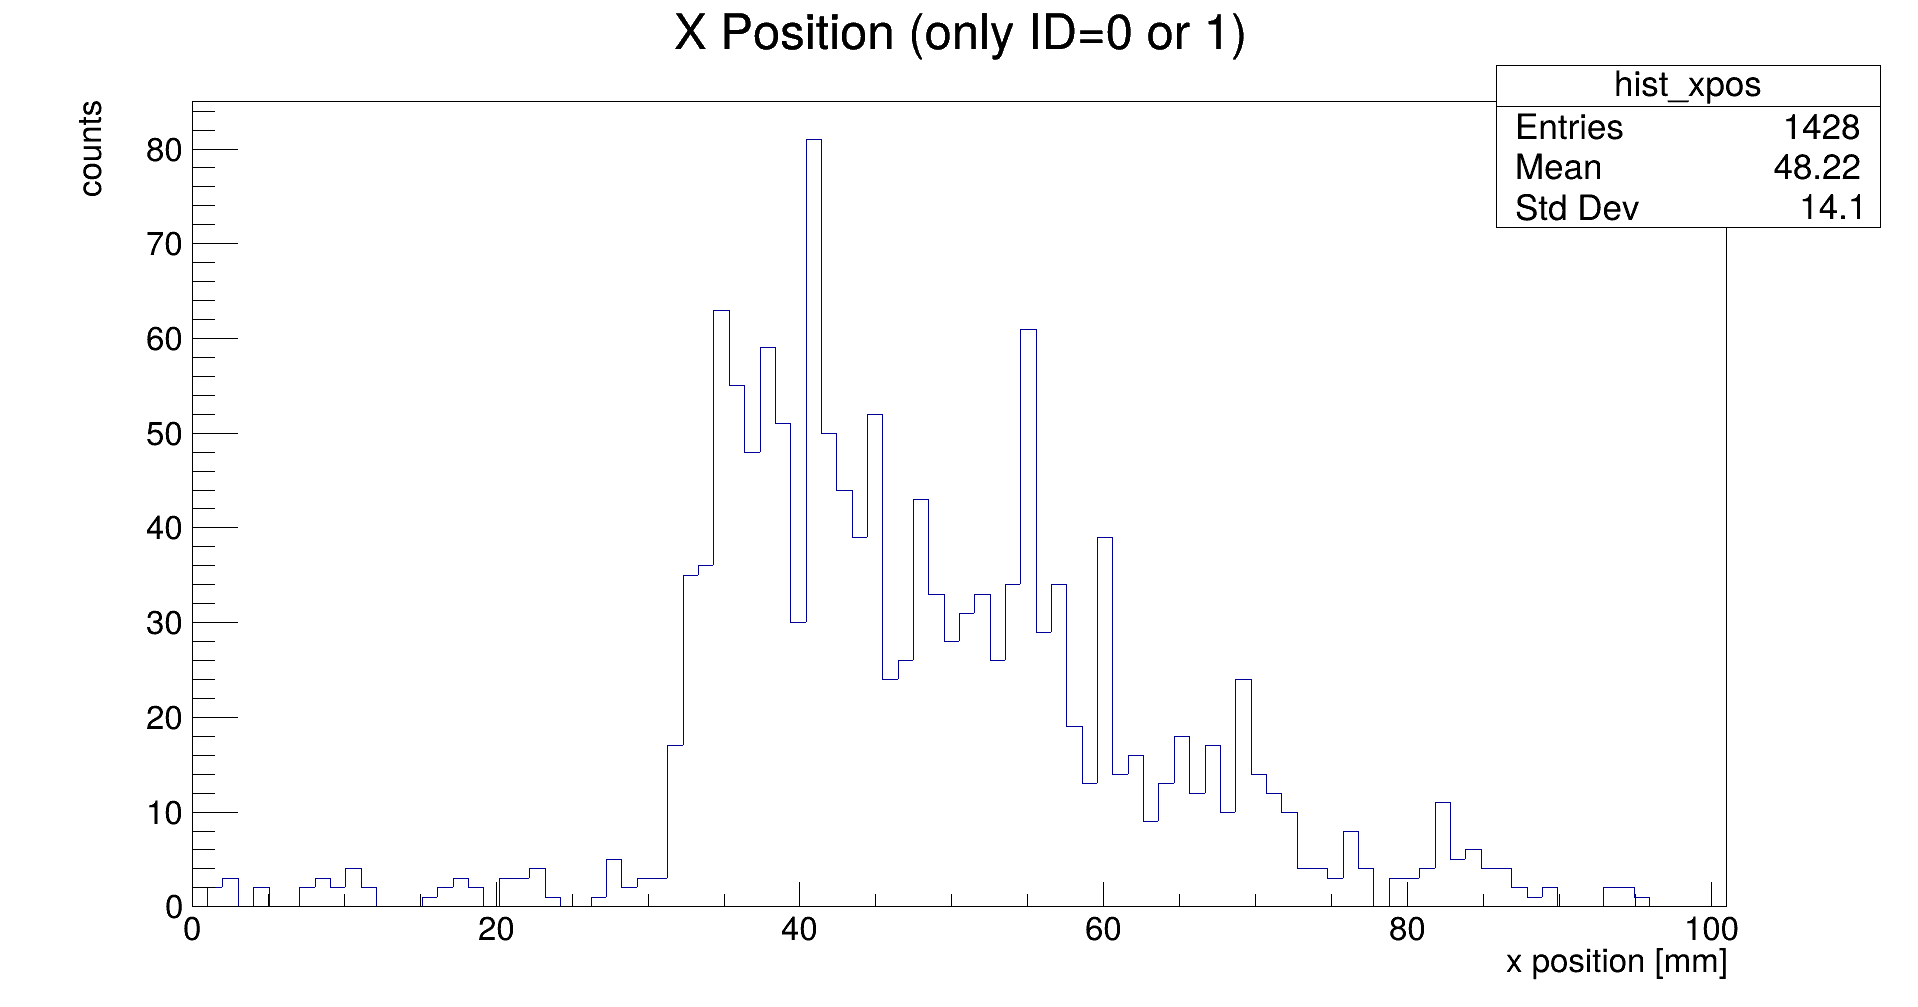 X Position (only ID=0 or 1)
hist_xpos
Entries 1428
Mean 48.22
Std Dev 14.1
counts
80
70
60
50
40
30
20
10
0
0 20 40 60 80 100
x position [mm]